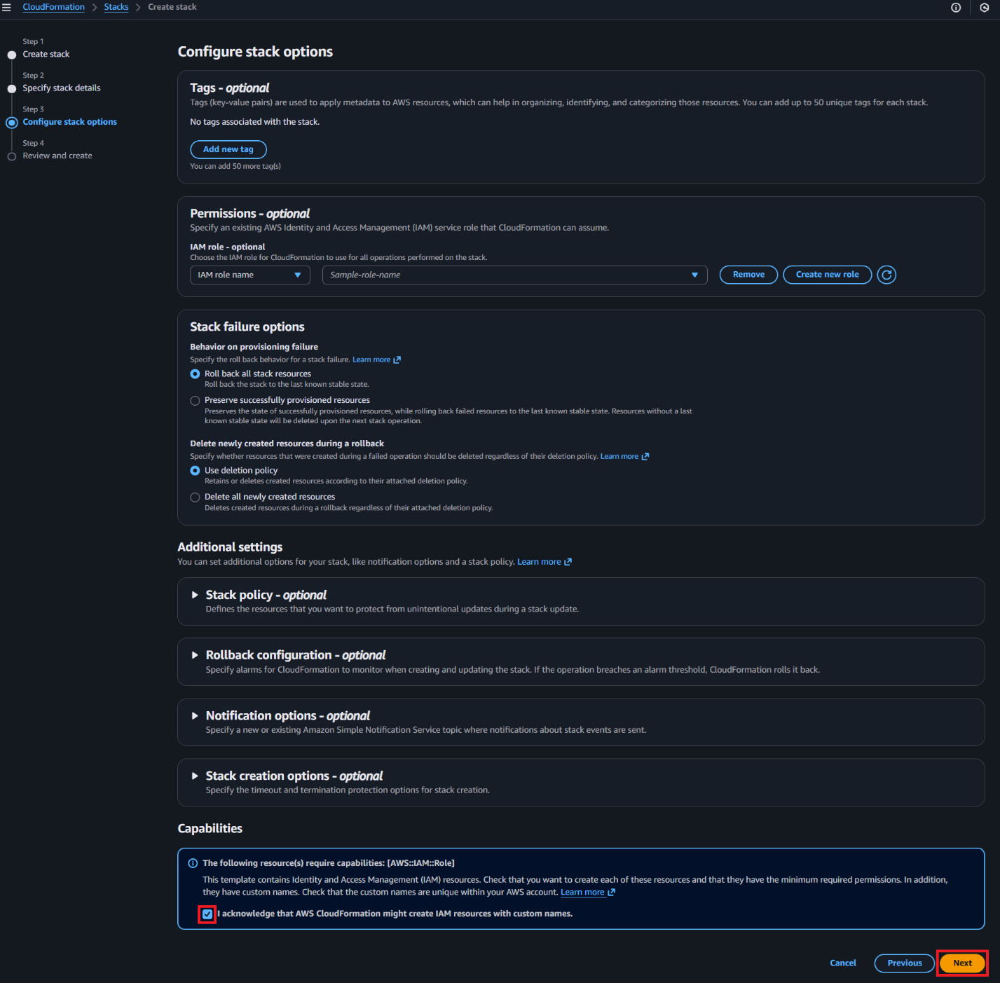 CloudFormation
Stacks
Create stack
Step 1
Create stack
Step 2
Specify stack details
Step 3
Configure stack options
Step 4
Review and create
Configure stack options
Tags - optional
Tags (key-value pairs) are used to apply metadata to AWS resources, which can help in organizing, identifying, and categorizing those resources. You can add up to 50 unique tags for each stack.
No tags associated with the stack.
Add new tag
You can add 50 more tag(s)
Permissions - optional
Specify an existing AWS Identity and Access Management (IAM) service role that CloudFormation can assume.
IAM role - optional
Choose the IAM role for CloudFormation to use for all operations performed on the stack.
IAM role name
Sample-role-name
Remove
Create new role
Stack failure options
Behavior on provisioning failure
Specify the roll back behavior for a stack failure. Learn more
Roll back all stack resources
Roll back the stack to the last known stable state.
Preserve successfully provisioned resources
Preserves the state of successfully provisioned resources, while rolling back failed resources to the last known stable state. Resources without a last
known stable state will be deleted upon the next stack operation.
Delete newly created resources during a rollback
Specify whether resources that were created during a failed operation should be deleted regardless of their deletion policy. Learn more
Use deletion policy
Retains or deletes created resources according to their attached deletion policy.
Delete all newly created resources
Deletes created resources during a rollback regardless of their attached deletion policy.
Additional settings
You can set additional options for your stack, like notification options and a stack policy. Learn more
Stack policy - optional
Defines the resources that you want to protect from unintentional updates during a stack update.
Rollback configuration - optional
Specify alarms for CloudFormation to monitor when creating and updating the stack. If the operation breaches an alarm threshold, CloudFormation rolls it back.
Notification options - optional
Specify a new or existing Amazon Simple Notification Service topic where notifications about stack events are sent.
Stack creation options - optional
Specify the timeout and termination protection options for stack creation.
Capabilities
The following resource(s) require capabilities: [AWS::IAM::Role]
This template contains Identity and Access Management (IAM) resources. Check that you want to create each of these resources and that they have the minimum required permissions. In addition,
they have custom names. Check that the custom names are unique within your AWS account. Learn more
I acknowledge that AWS CloudFormation might create IAM resources with custom names.
Cancel
Previous
Next